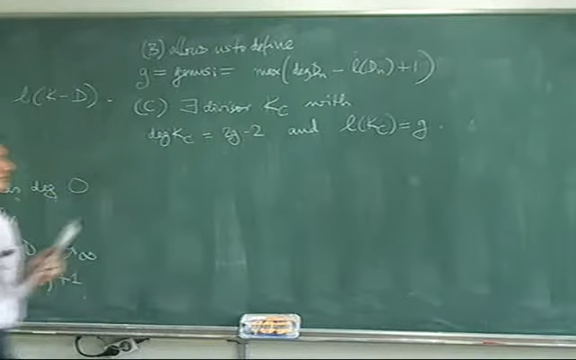 (B) allows us to define
g = genus := max(deg Dₙ - l(Dₙ) + 1)
l(K-D).
(C) ∃ divisor K_C with
deg K_C = 2g-2 and l(K_C) = g.
deg 0
∞
+1